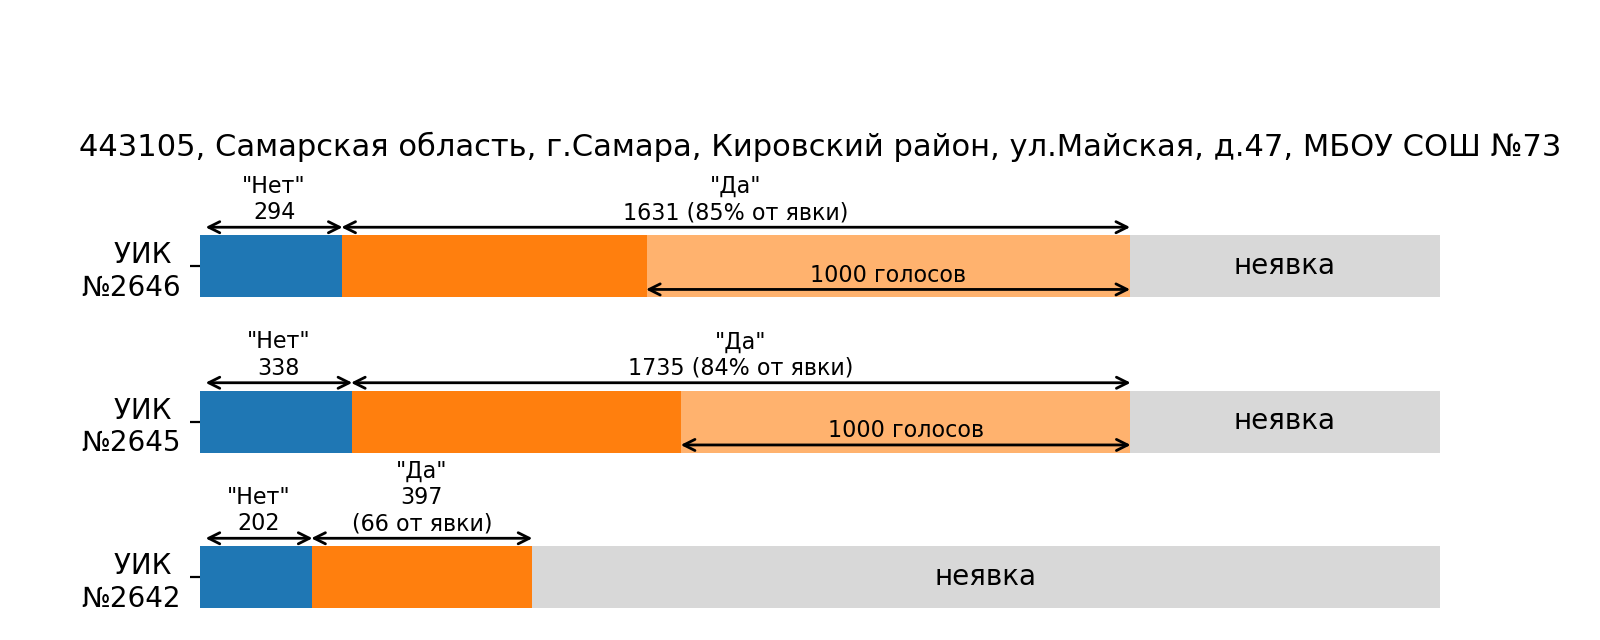 443105, Самарская область, г.Самара, Кировский район, ул.Майская, д.47, МБОУ СОШ №73
"Нет"
294
"Да"
1631 (85% от явки)
УИК
№2646
1000 голосов
неявка
"Нет"
338
"Да"
1735 (84% от явки)
УИК
№2645
1000 голосов
неявка
"Нет"
202
"Да"
397
(66 от явки)
УИК
№2642
неявка